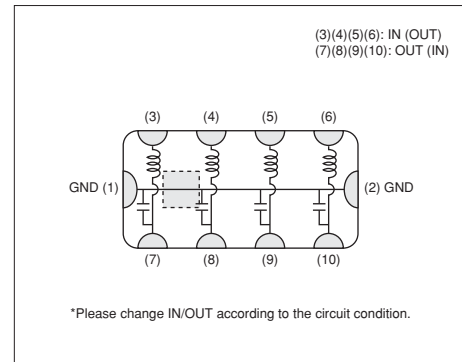 (3)(4)(5)(6): IN (OUT)
(7)(8)(9)(10): OUT (IN)
(3) (4) (5) (6)
GND (1) (2) GND
(7) (8) (9) (10)
*Please change IN/OUT according to the circuit condition.